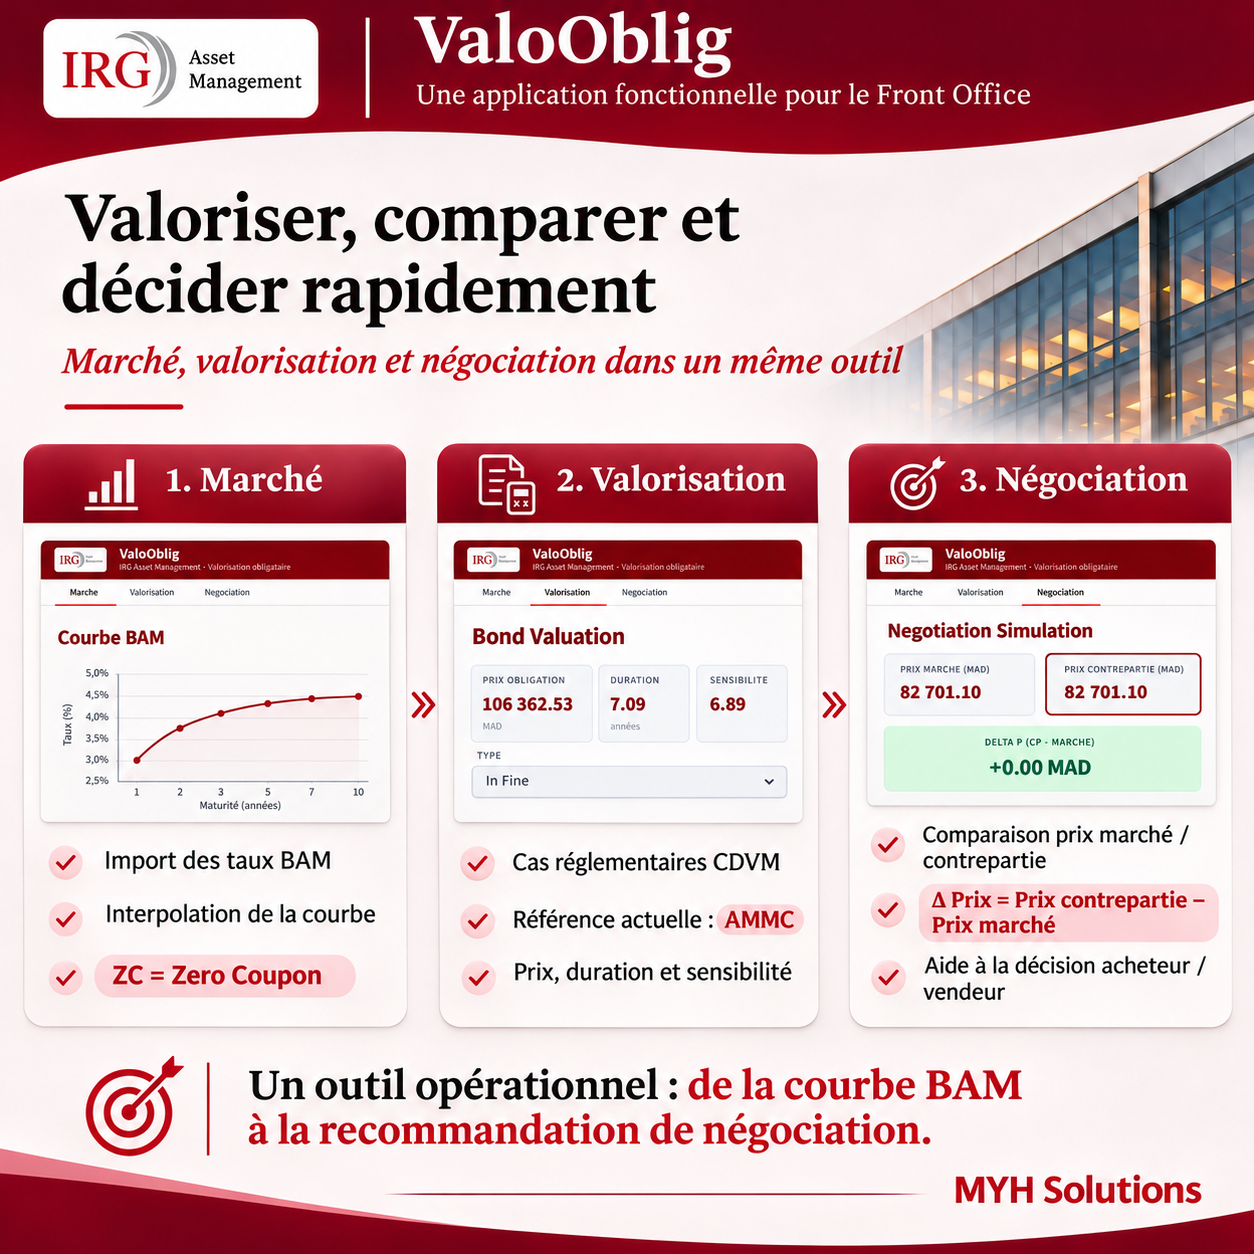 IRG
Asset
Management
ValoOblig
Une application fonctionnelle pour le Front Office
Valoriser, comparer et
décider rapidement
Marché, valorisation et négociation dans un même outil
1. Marché
IRG
ValoOblig
IRG Asset Management - Valorisation obligataire
Marche
Valorisation
Negociation
Courbe BAM
Taux (%)
5,0%
4,5%
4,0%
3,5%
3,0%
2,5%
1 2 3 5 7 10
Maturité (années)
Import des taux BAM
Interpolation de la courbe
ZC = Zero Coupon
2. Valorisation
IRG
ValoOblig
IRG Asset Management - Valorisation obligataire
Marche
Valorisation
Negociation
Bond Valuation
PRIX OBLIGATION
106 362.53
MAD
DURATION
7.09
années
SENSIBILITE
6.89
TYPE
In Fine
Cas réglementaires CDVM
Référence actuelle : AMMC
Prix, duration et sensibilité
3. Négociation
IRG
ValoOblig
IRG Asset Management - Valorisation obligataire
Marche
Valorisation
Negociation
Negotiation Simulation
PRIX MARCHE (MAD)
82 701.10
PRIX CONTREPARTIE (MAD)
82 701.10
DELTA P (CP - MARCHE)
+0.00 MAD
Comparaison prix marché /
contrepartie
Δ Prix = Prix contrepartie –
Prix marché
Aide à la décision acheteur /
vendeur
Un outil opérationnel : de la courbe BAM
à la recommandation de négociation.
MYH Solutions